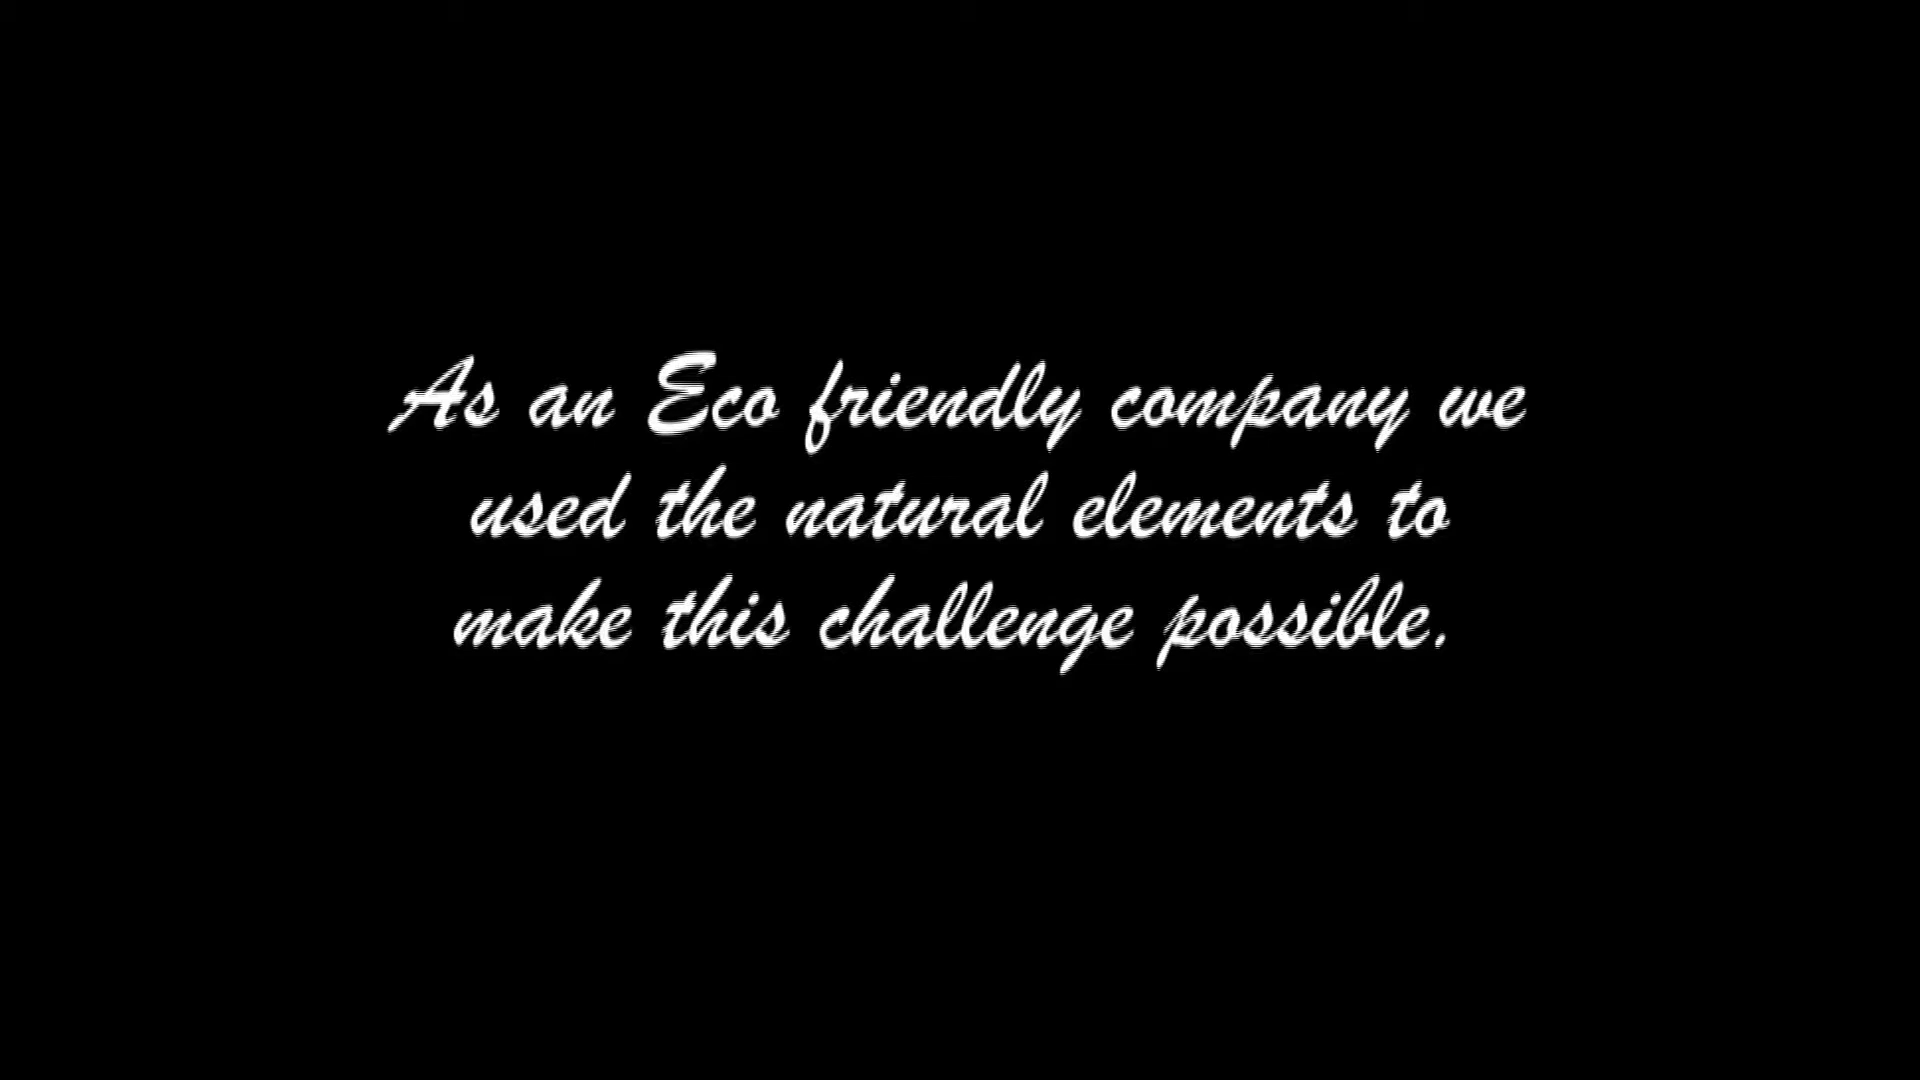 As an Eco friendly company we
used the natural elements to
make this challenge possible.